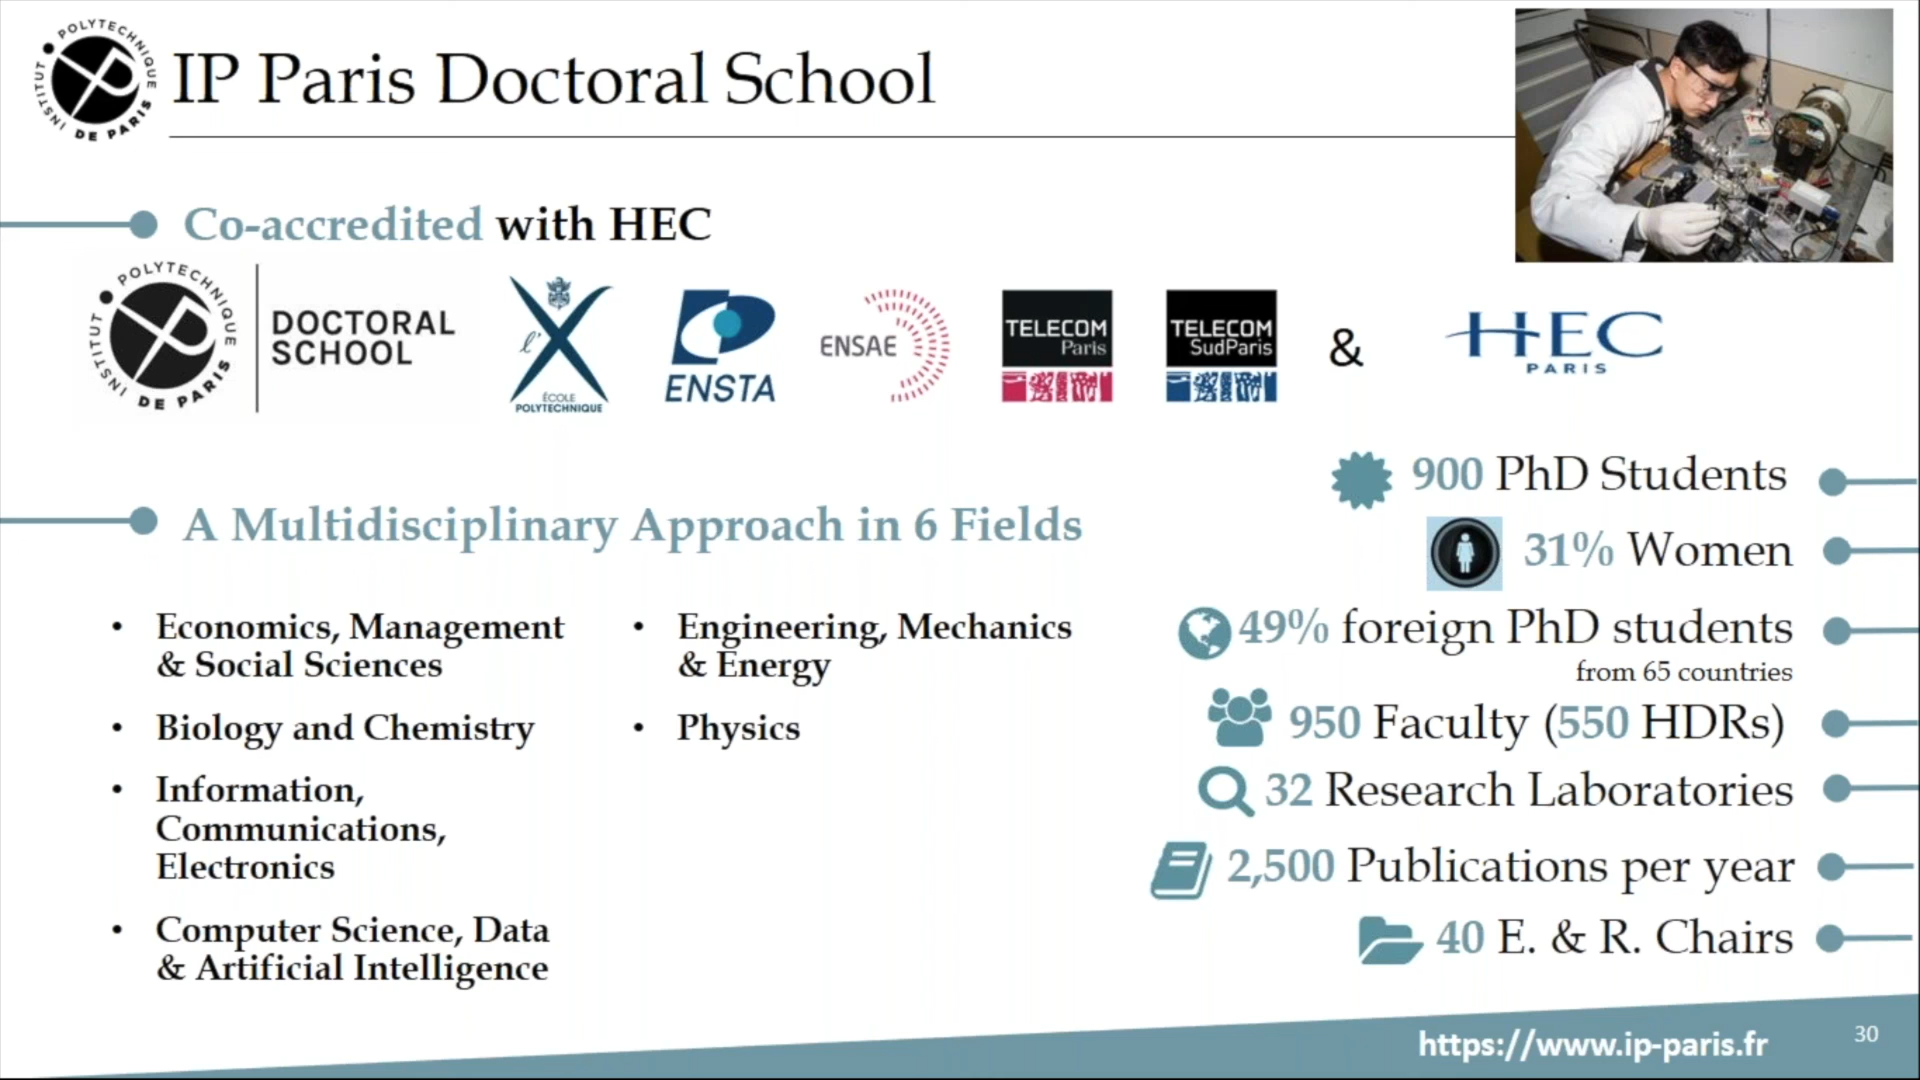 INSTITUT POLYTECHNIQUE DE PARIS
IP Paris Doctoral School
Co-accredited with HEC
INSTITUT POLYTECHNIQUE DE PARIS
DOCTORAL
SCHOOL
l'
ÉCOLE
POLYTECHNIQUE
ENSTA
ENSAE
TELECOM
Paris
TELECOM
SudParis
&
HEC
PARIS
A Multidisciplinary Approach in 6 Fields
• Economics, Management
& Social Sciences
• Biology and Chemistry
• Information,
Communications,
Electronics
• Computer Science, Data
& Artificial Intelligence
• Engineering, Mechanics
& Energy
• Physics
900 PhD Students
31% Women
49% foreign PhD students
from 65 countries
950 Faculty (550 HDRs)
32 Research Laboratories
2,500 Publications per year
40 E. & R. Chairs
https://www.ip-paris.fr
30